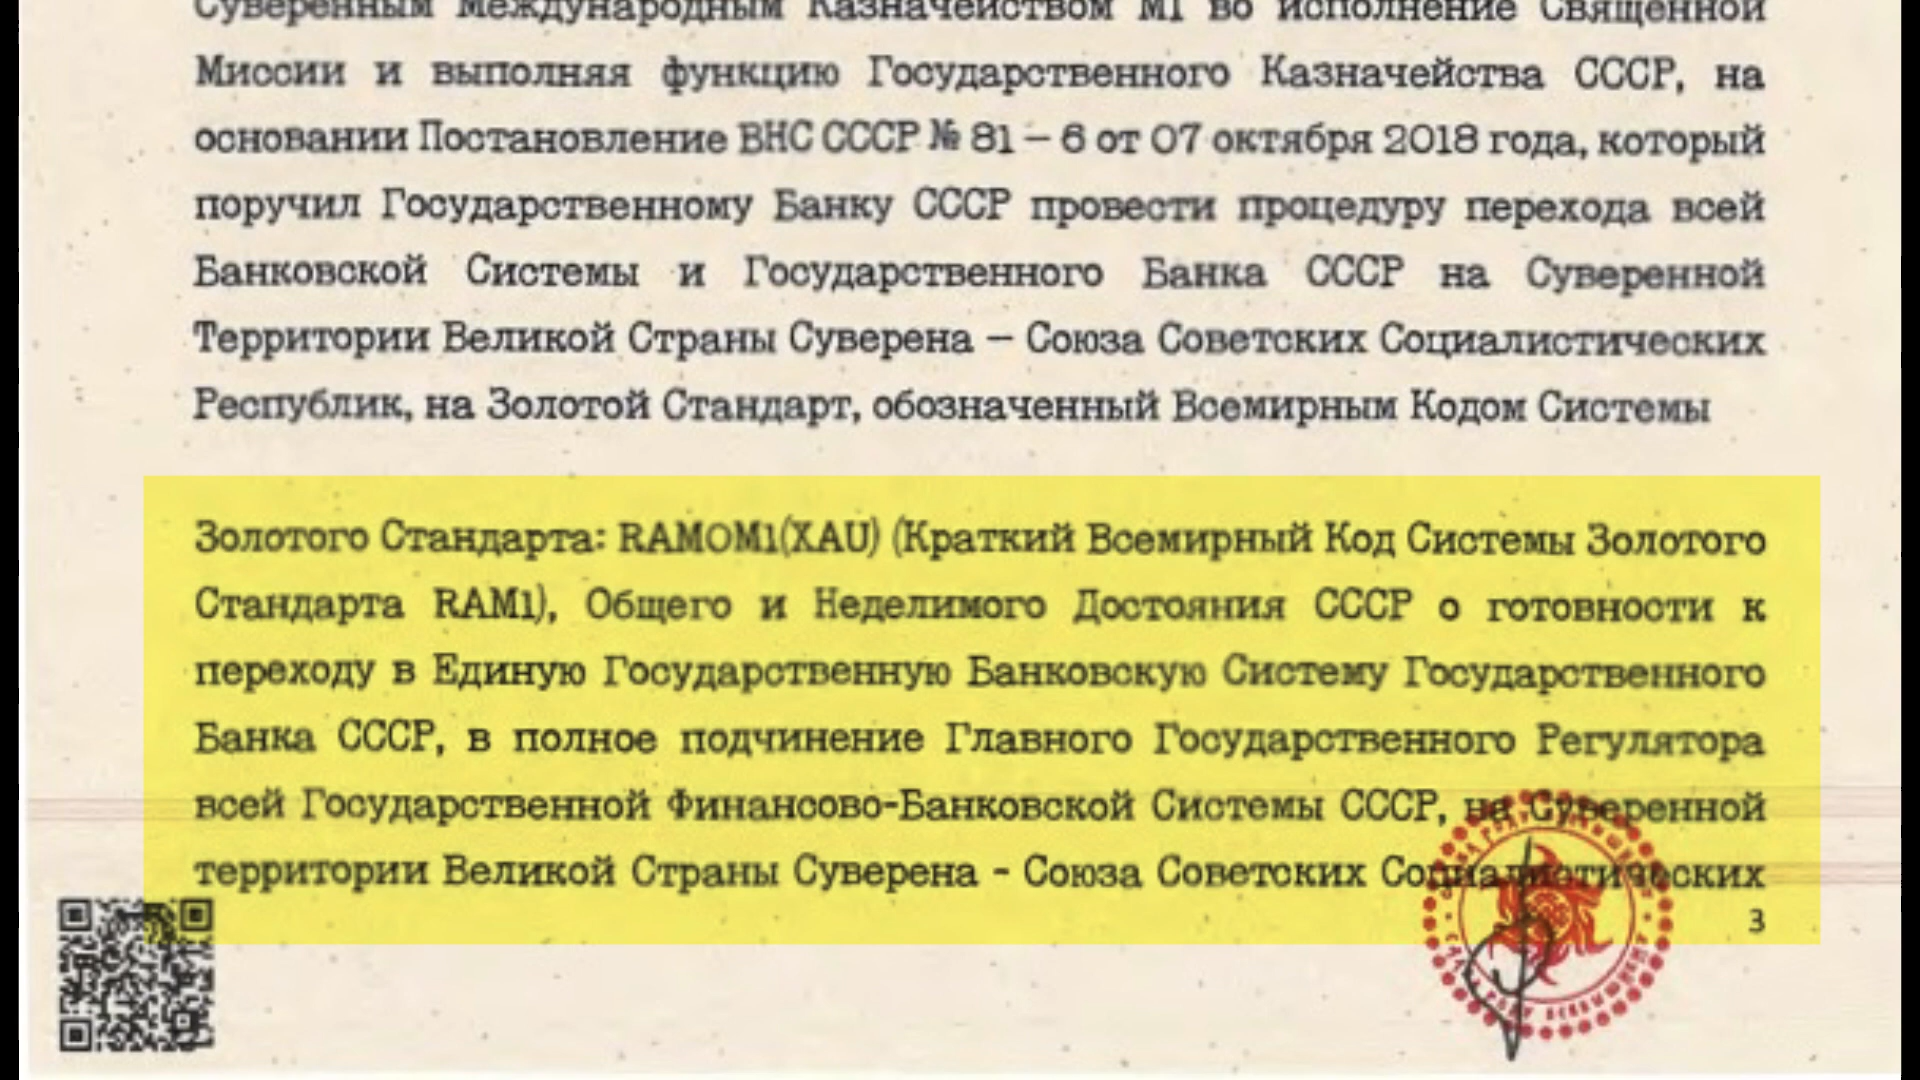 Суверенным Международным Казначейством М1 во исполнение Священной
Миссии и выполняя функцию Государственного Казначейства СССР, на
основании Постановление ВНС СССР № 81 – 6 от 07 октября 2018 года, который
поручил Государственному Банку СССР провести процедуру перехода всей
Банковской Системы и Государственного Банка СССР на Суверенной
Территории Великой Страны Суверена – Союза Советских Социалистических
Республик, на Золотой Стандарт, обозначенный Всемирным Кодом Системы
Золотого Стандарта: RAMOM1(XAU) (Краткий Всемирный Код Системы Золотого
Стандарта RAM1), Общего и Неделимого Достояния СССР о готовности к
переходу в Единую Государственную Банковскую Систему Государственного
Банка СССР, в полное подчинение Главного Государственного Регулятора
всей Государственной Финансово-Банковской Системы СССР, на Суверенной
территории Великой Страны Суверена - Союза Советских Социалистических
3